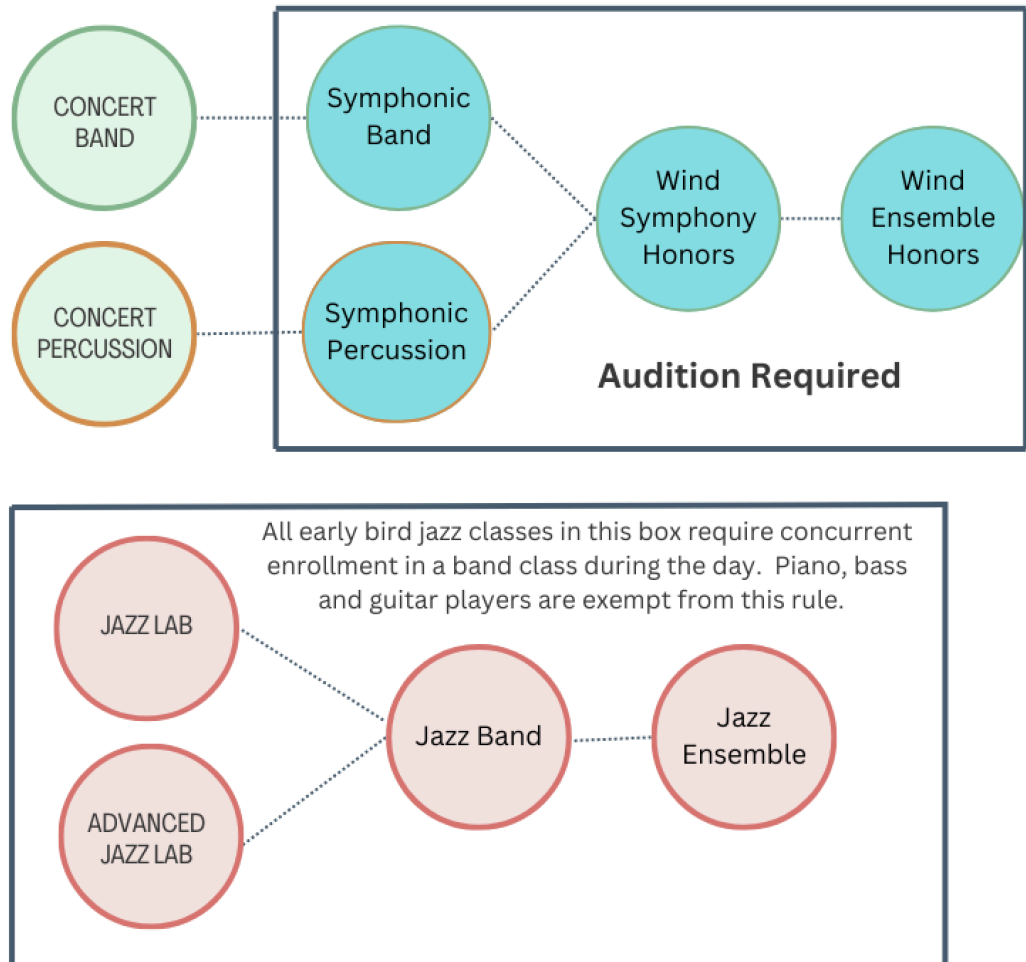 CONCERT
BAND
Symphonic
Band
Wind
Symphony
Honors
Wind
Ensemble
Honors
CONCERT
PERCUSSION
Symphonic
Percussion
Audition Required
All early bird jazz classes in this box require concurrent
enrollment in a band class during the day.  Piano, bass
and guitar players are exempt from this rule.
JAZZ LAB
Jazz Band
Jazz
Ensemble
ADVANCED
JAZZ LAB